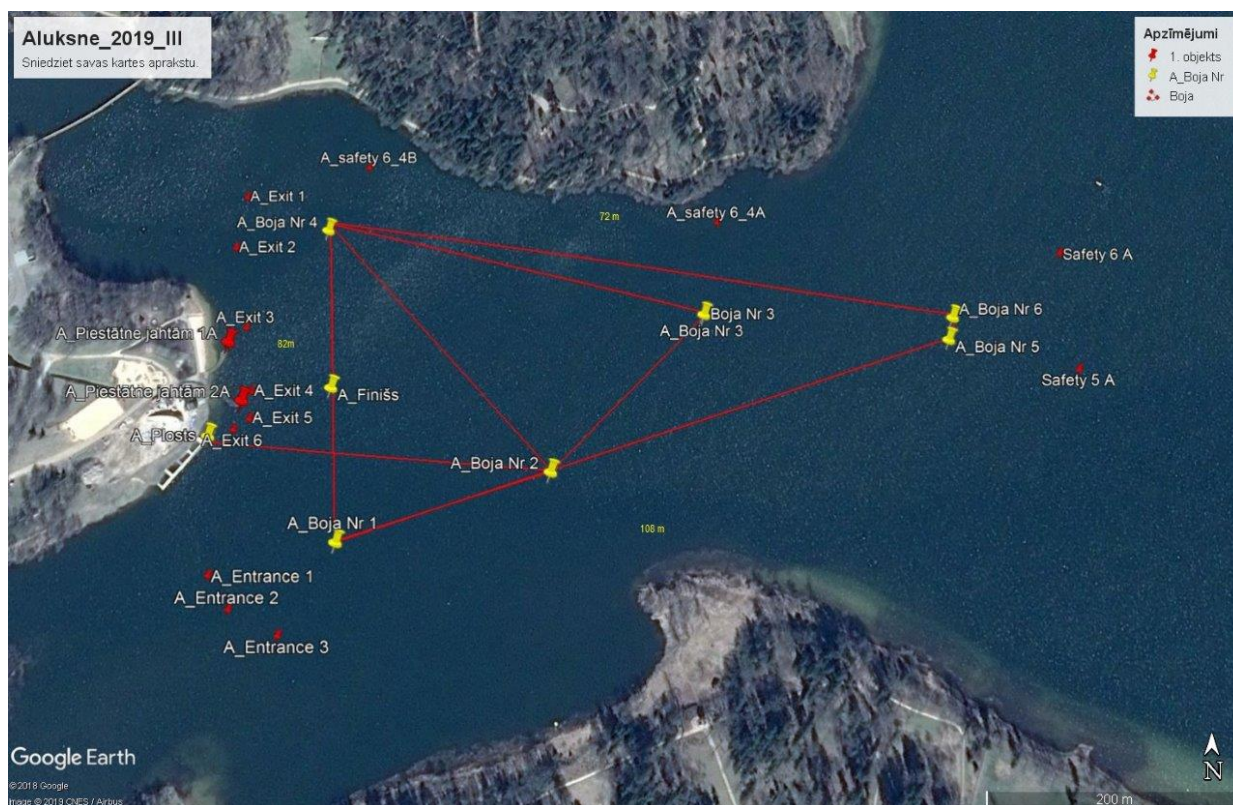 Aluksne_2019_III
Sniedziet savas kartes aprakstu.
Apzīmējumi
1. objekts
A_Boja Nr
Boja
A_safety 6_4B
A_Exit 1
A_Boja Nr 4
72 m
A_safety 6_4A
A_Exit 2
Safety 6 A
A_Exit 3
A_Piestātne jahtām 1A
82m
Boja Nr 3
A_Boja Nr 3
A_Boja Nr 6
A_Boja Nr 5
Safety 5 A
A_Piestātne jahtām 2A
A_Exit 4
A_Finišs
A_Exit 5
A_Plosts
A_Exit 6
A_Boja Nr 2
A_Boja Nr 1
108 m
A_Entrance 1
A_Entrance 2
A_Entrance 3
Google Earth
©2018 Google
Image © 2019 CNES / Airbus
N
200 m